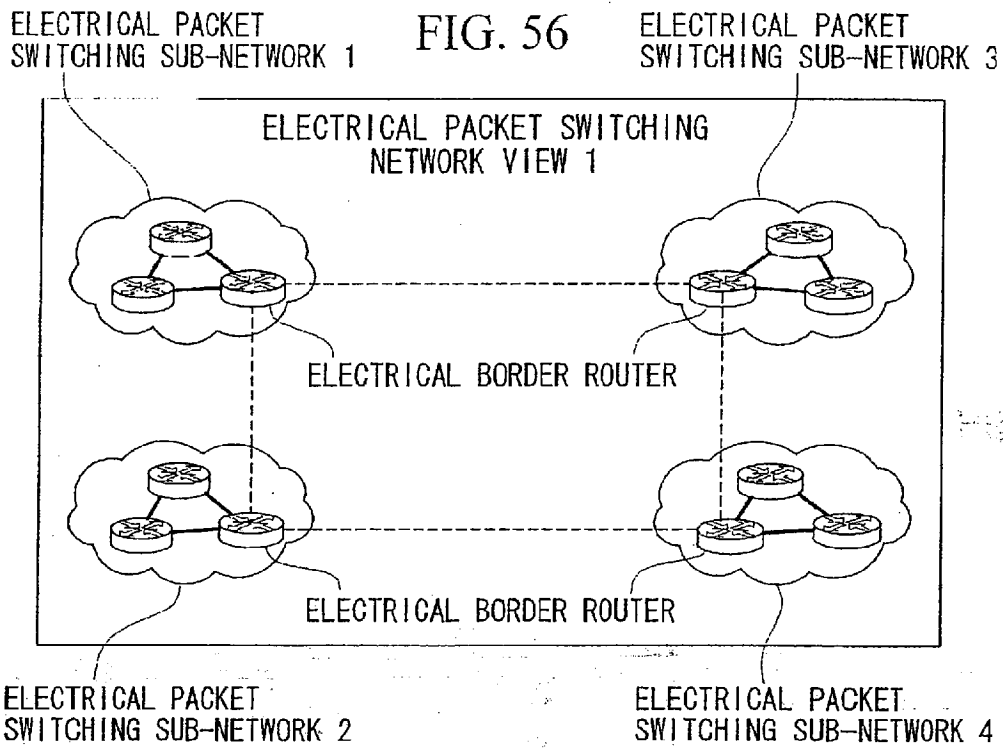 FIG. 56
ELECTRICAL PACKET
SWITCHING SUB-NETWORK 1
ELECTRICAL PACKET
SWITCHING SUB-NETWORK 3
ELECTRICAL PACKET SWITCHING
NETWORK VIEW 1
ELECTRICAL BORDER ROUTER
ELECTRICAL BORDER ROUTER
ELECTRICAL PACKET
SWITCHING SUB-NETWORK 2
ELECTRICAL PACKET
SWITCHING SUB-NETWORK 4